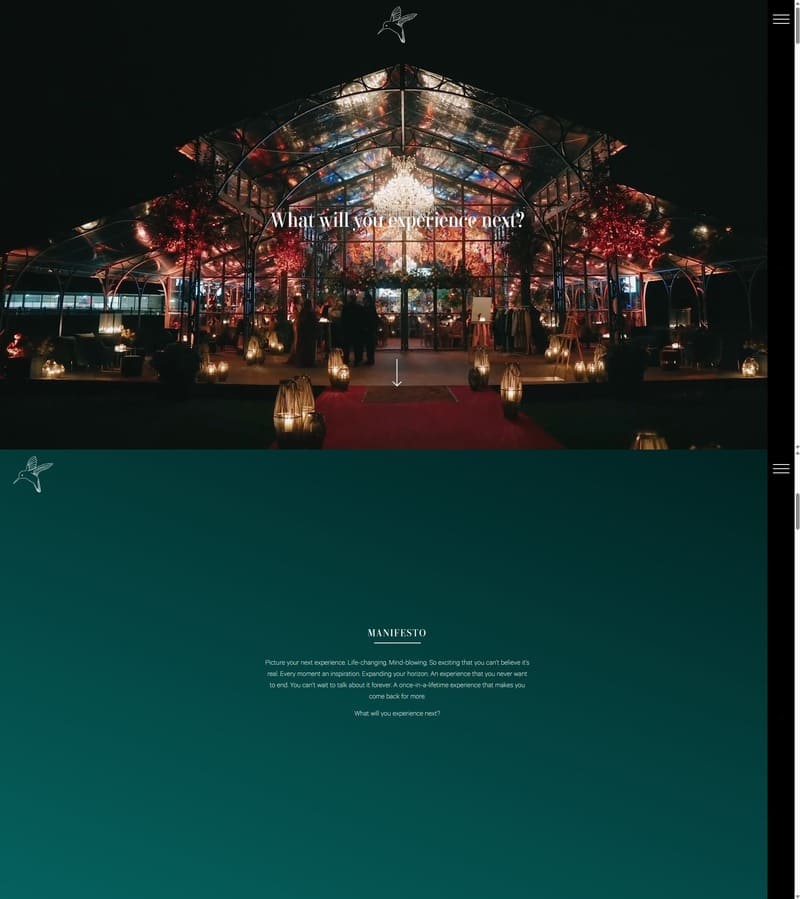 What will you experience next?
MANIFESTO
Picture your next experience. Life-changing. Mind-blowing. So exciting that you can't believe it's
real. Every moment an inspiration. Expanding your horizon. An experience that you never want
to end. You can't wait to talk about it forever. A once-in-a-lifetime experience that makes you
come back for more.
What will you experience next?